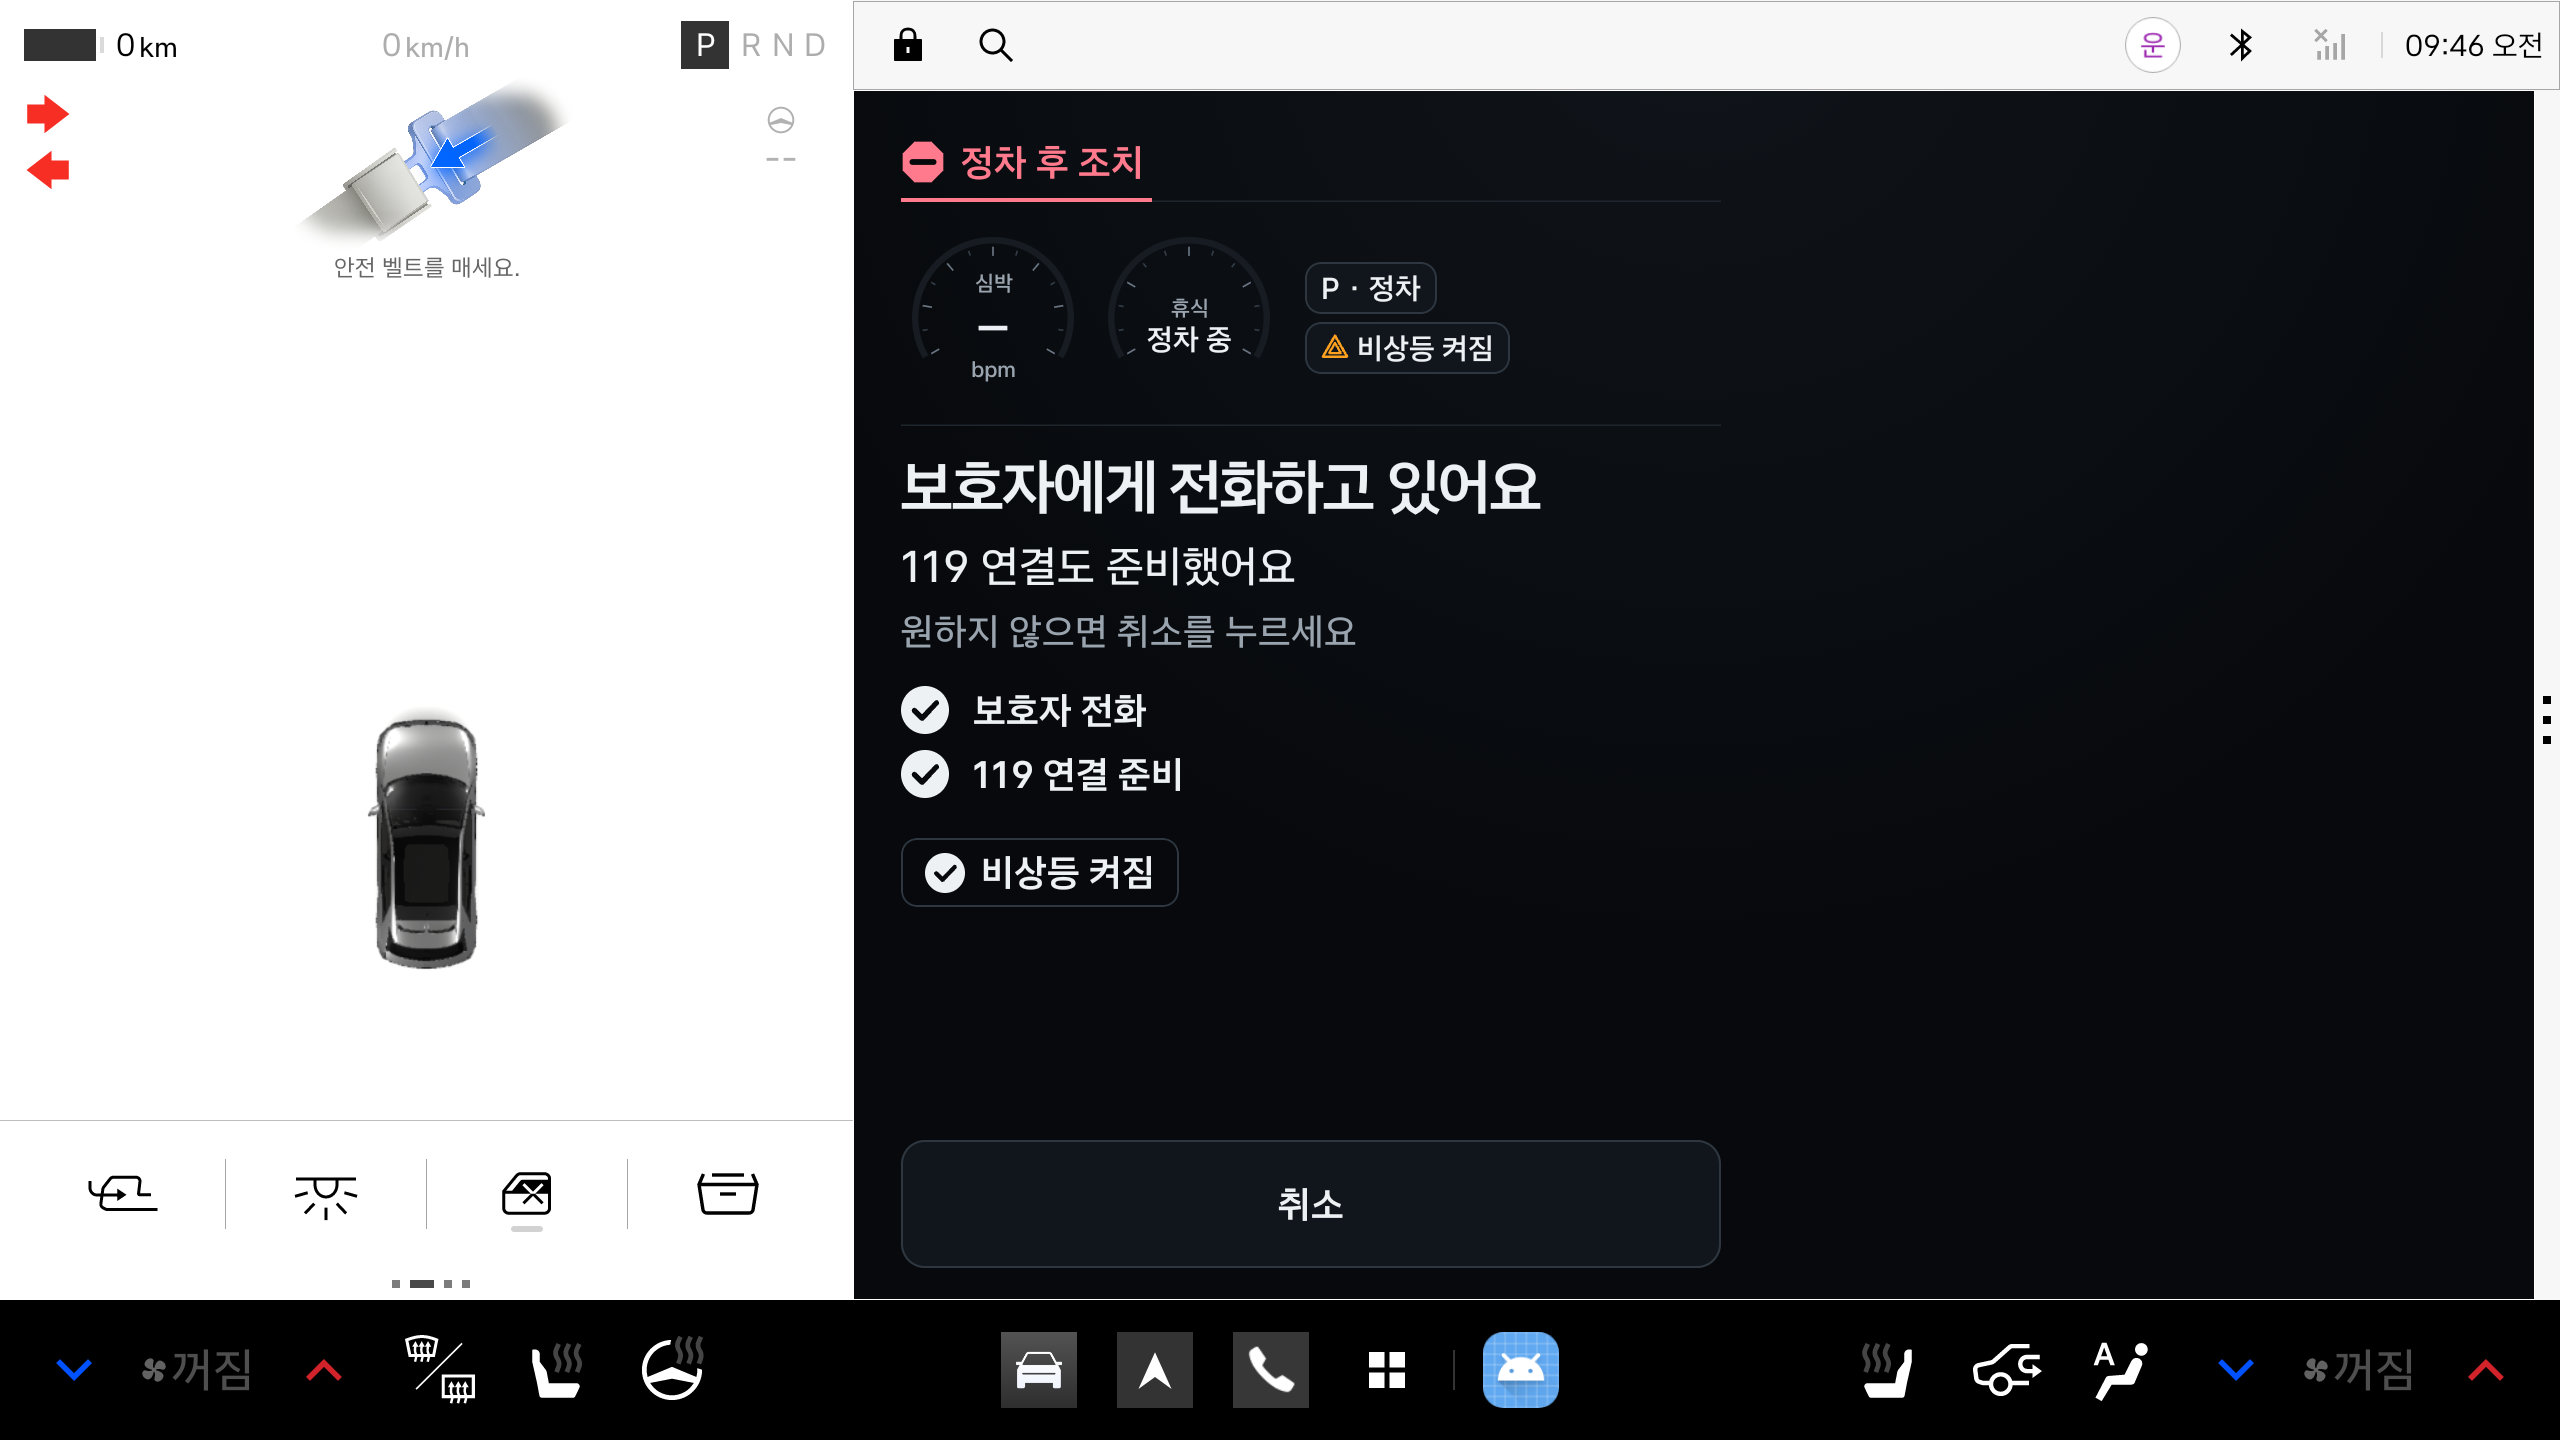 0 km
0 km/h
P R N D
안전 벨트를 매세요.
운
09:46 오전
정차 후 조치
심박
—
bpm
휴식
정차 중
P · 정차
비상등 켜짐
보호자에게 전화하고 있어요
119 연결도 준비했어요
원하지 않으면 취소를 누르세요
보호자 전화
119 연결 준비
비상등 켜짐
취소
꺼짐
A
꺼짐